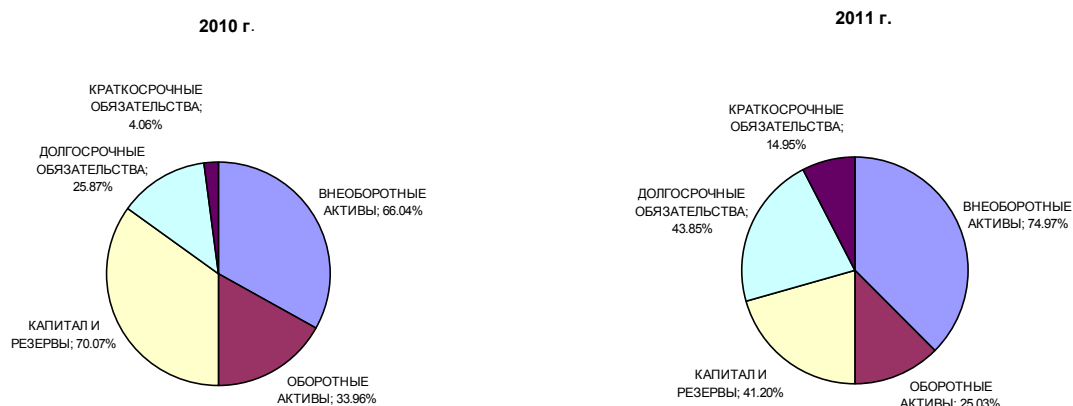 2010 г.
КРАТКОСРОЧНЫЕ
ОБЯЗАТЕЛЬСТВА;
4.06%
ДОЛГОСРОЧНЫЕ
ОБЯЗАТЕЛЬСТВА;
25.87%
ВНЕОБОРОТНЫЕ
АКТИВЫ; 66.04%
КАПИТАЛ И
РЕЗЕРВЫ; 70.07%
ОБОРОТНЫЕ
АКТИВЫ; 33.96%
2011 г.
КРАТКОСРОЧНЫЕ
ОБЯЗАТЕЛЬСТВА;
14.95%
ДОЛГОСРОЧНЫЕ
ОБЯЗАТЕЛЬСТВА;
43.85%
ВНЕОБОРОТНЫЕ
АКТИВЫ; 74.97%
КАПИТАЛ И
РЕЗЕРВЫ; 41.20%
ОБОРОТНЫЕ
АКТИВЫ; 25.03%